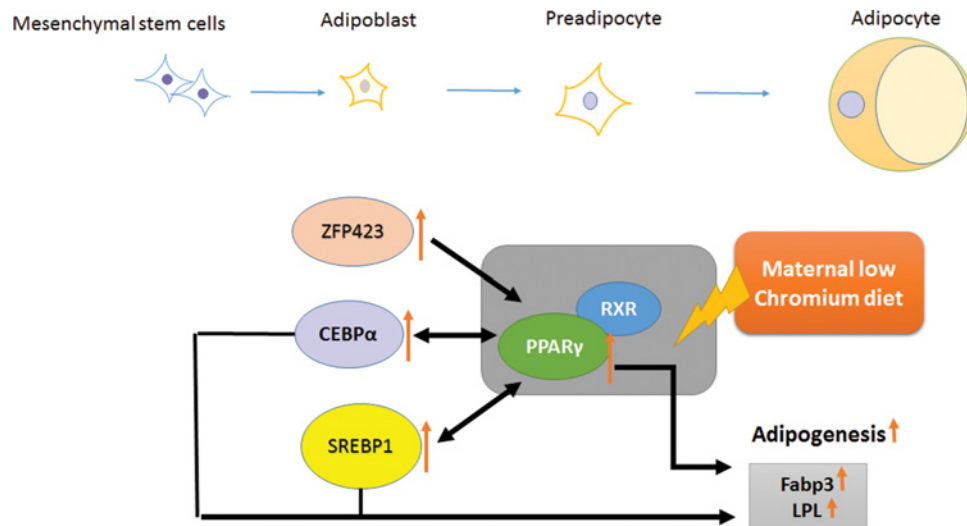 Mesenchymal stem cells
Adipoblast
Preadipocyte
Adipocyte
ZFP423
CEBPα
SREBP1
RXR
PPARγ
Maternal low
Chromium diet
Adipogenesis
Fabp3
LPL